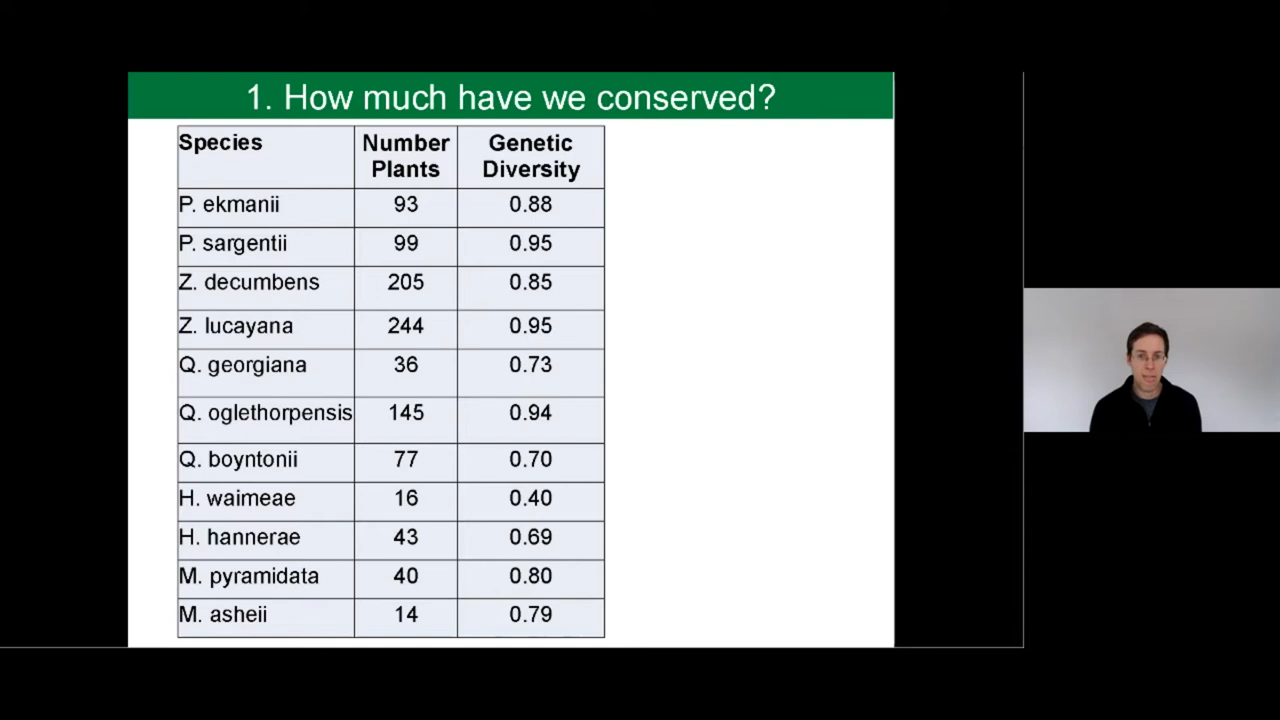 1. How much have we conserved?
Species Number Plants Genetic Diversity
P. ekmanii 93 0.88
P. sargentii 99 0.95
Z. decumbens 205 0.85
Z. lucayana 244 0.95
Q. georgiana 36 0.73
Q. oglethorpensis 145 0.94
Q. boyntonii 77 0.70
H. waimeae 16 0.40
H. hannerae 43 0.69
M. pyramidata 40 0.80
M. asheii 14 0.79